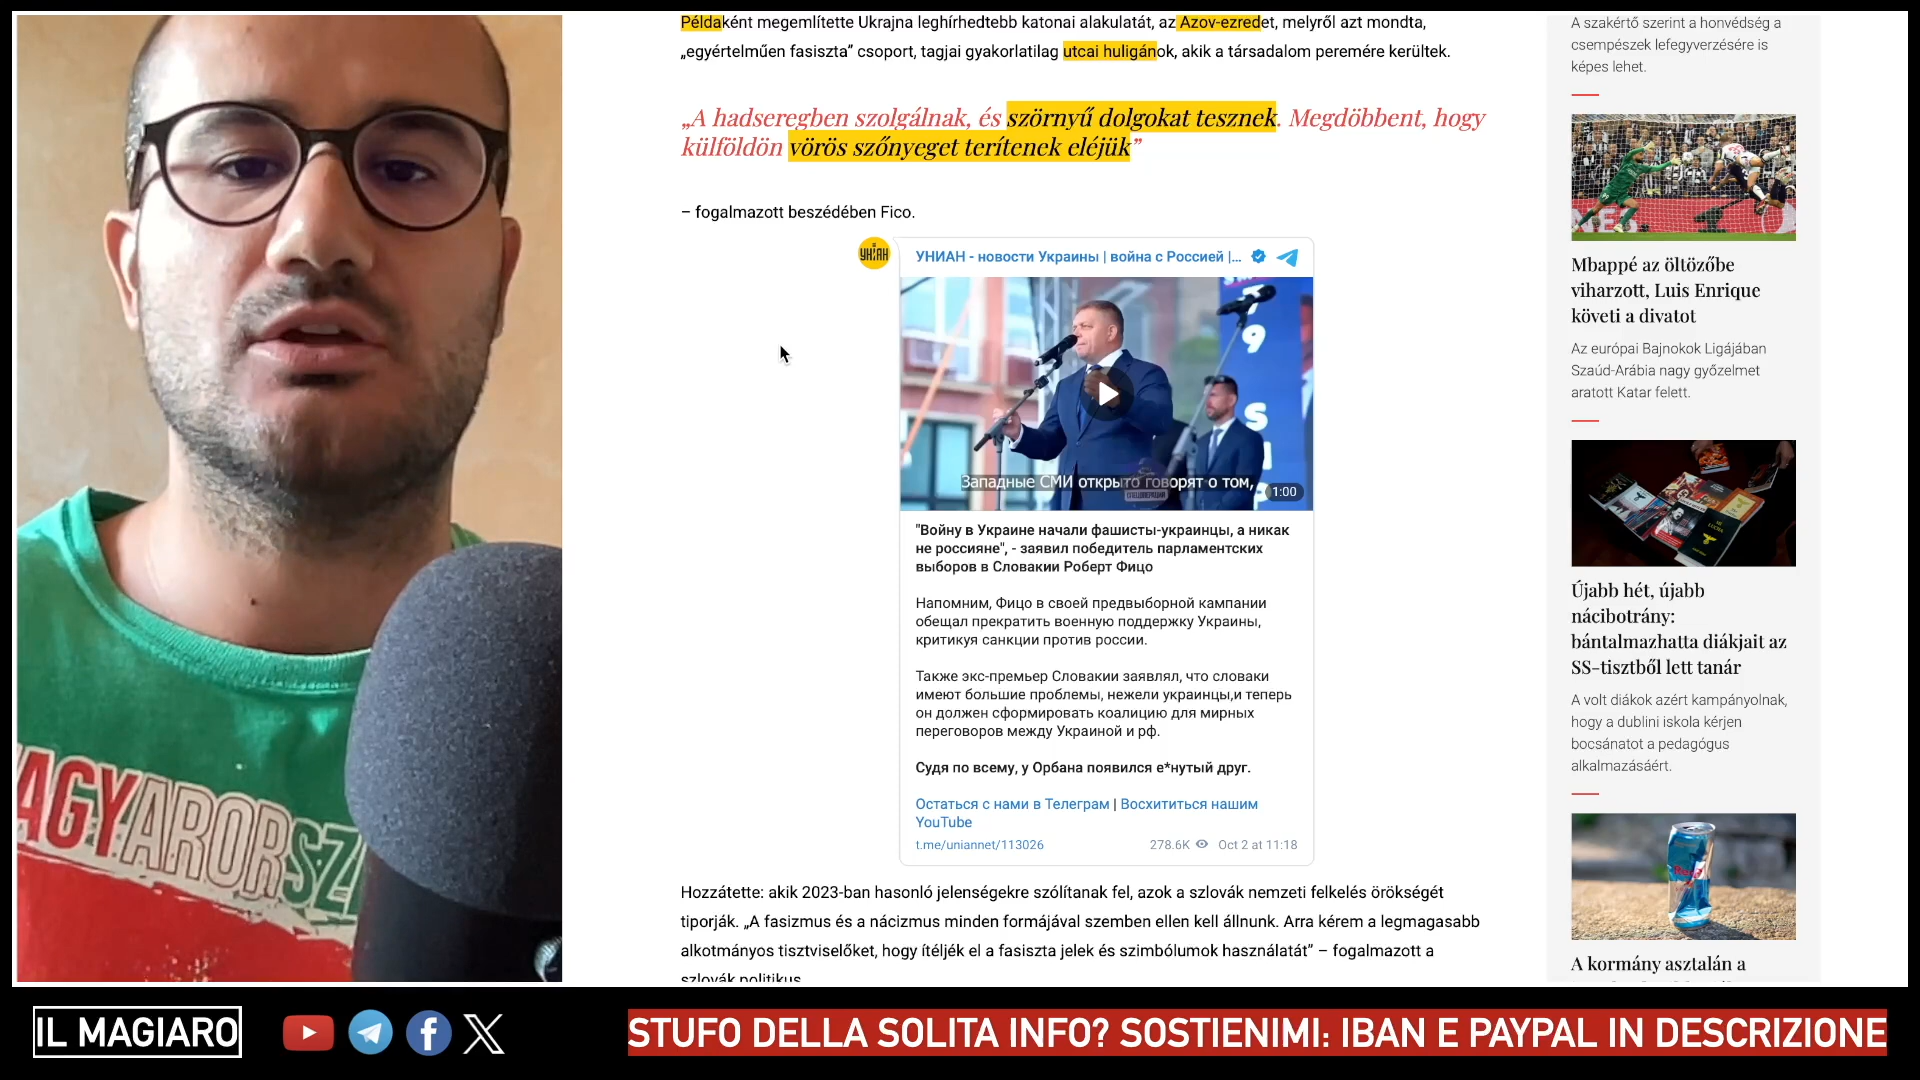 Példaként megemlítette Ukrajna leghírhedtebb katonai alakulatát, az Azov-ezredet, melyről azt mondta,
„egyértelműen fasiszta” csoport, tagjai gyakorlatilag utcai huligánok, akik a társadalom peremére kerültek.
„A hadseregben szolgálnak, és szörnyű dolgokat tesznek. Megdöbbent, hogy
külföldön vörös szőnyeget terítenek eléjük”
– fogalmazott beszédében Fico.
УНИАН
УНИАН - новости Украины | война с Россией |...
Западные СМИ открыто говорят о том,
1:00
"Войну в Украине начали фашисты-украинцы, а никак
не россияне", - заявил победитель парламентских
выборов в Словакии Роберт Фицо
Напомним, Фицо в своей предвыборной кампании
обещал прекратить военную поддержку Украины,
критикуя санкции против россии.
Также экс-премьер Словакии заявлял, что словаки
имеют большие проблемы, нежели украинцы,и теперь
он должен сформировать коалицию для мирных
переговоров между Украиной и рф.
Судя по всему, у Орбана появился е*нутый друг.
Остаться с нами в Телеграм | Восхититься нашим
YouTube
t.me/uniannet/113026 278.6K Oct 2 at 11:18
Hozzátette: akik 2023-ban hasonló jelenségekre szólítanak fel, azok a szlovák nemzeti felkelés örökségét
tiporják. „A fasizmus és a nácizmus minden formájával szemben ellen kell állnunk. Arra kérem a legmagasabb
alkotmányos tisztviselőket, hogy ítéljék el a fasiszta jelek és szimbólumok használatát” – fogalmazott a
szlovák politikus.
A szakértő szerint a honvédség a
csempészek lefegyverzésére is
képes lehet.
Mbappé az öltözőbe
viharzott, Luis Enrique
követi a divatot
Az európai Bajnokok Ligájában
Szaúd-Arábia nagy győzelmet
aratott Katar felett.
Újabb hét, újabb
nácibotrány:
bántalmazhatta diákjait az
SS-tisztből lett tanár
A volt diákok azért kampányolnak,
hogy a dublini iskola kérjen
bocsánatot a pedagógus
alkalmazásáért.
A kormány asztalán a
AGYARORSZ
IL MAGIARO
STUFO DELLA SOLITA INFO? SOSTIENIMI: IBAN E PAYPAL IN DESCRIZIONE